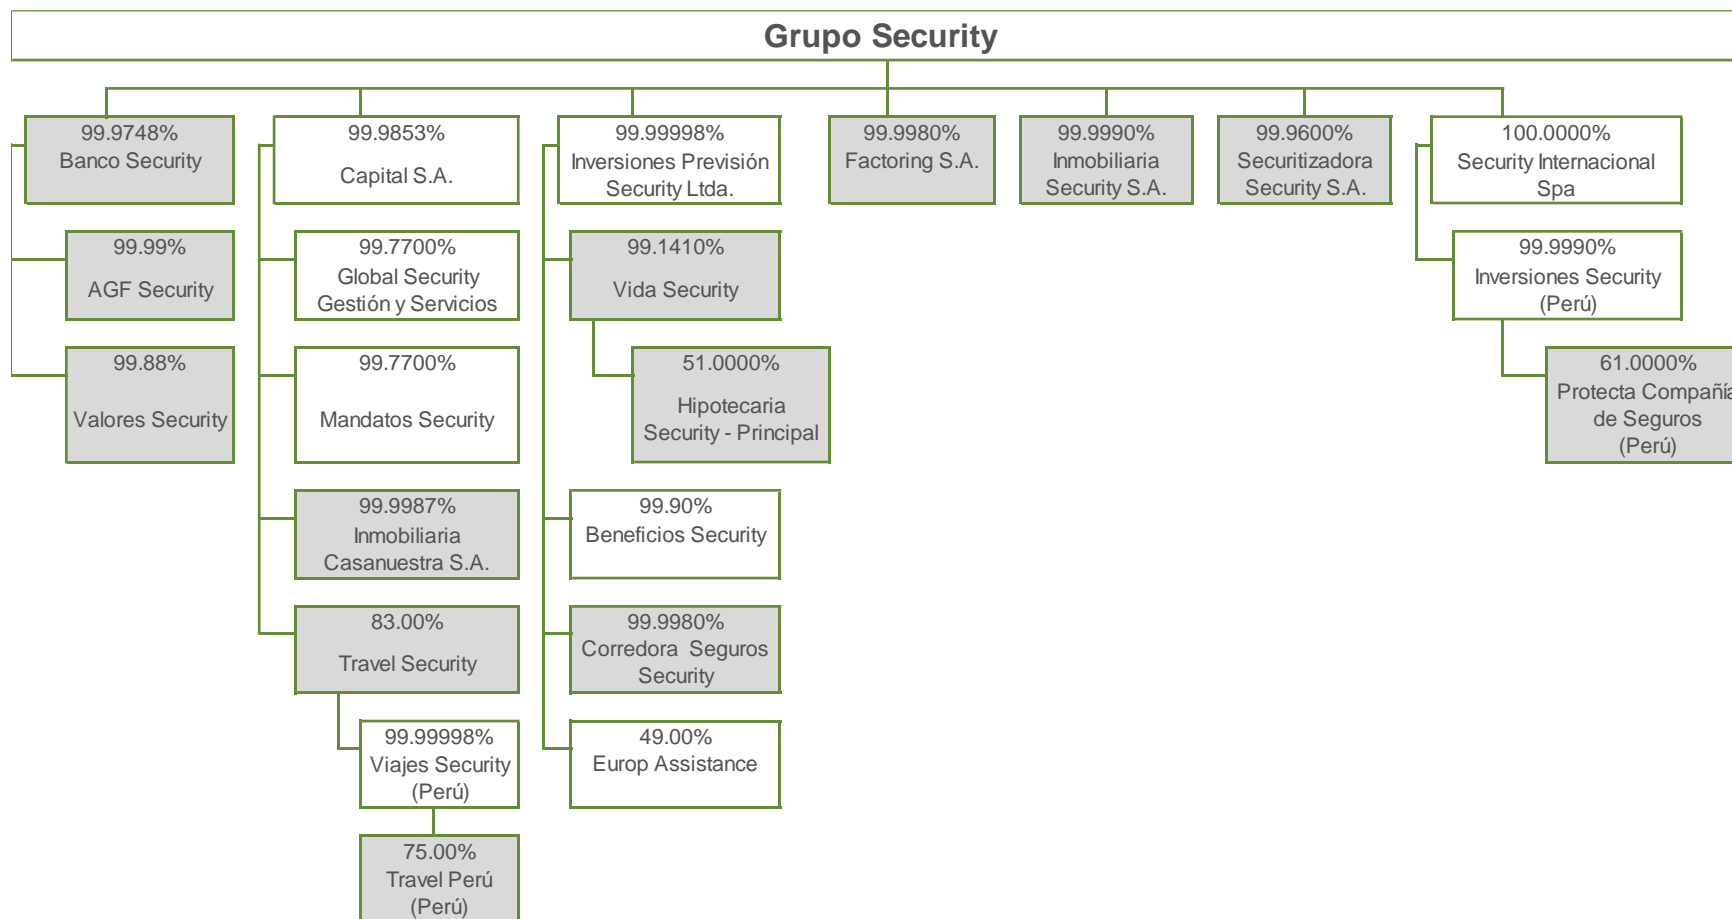 Grupo Security
99.9748%
Banco Security
99.99%
AGF Security
99.88%
Valores Security
99.9853%
Capital S.A.
99.7700%
Global Security
Gestión y Servicios
99.7700%
Mandatos Security
99.9987%
Inmobiliaria
Casanuestra S.A.
83.00%
Travel Security
99.99998%
Viajes Security
(Perú)
75.00%
Travel Perú
(Perú)
99.99998%
Inversiones Previsión
Security Ltda.
99.1410%
Vida Security
51.0000%
Hipotecaria
Security - Principal
99.90%
Beneficios Security
99.9980%
Corredora Seguros
Security
49.00%
Europ Assistance
99.9980%
Factoring S.A.
99.9990%
Inmobiliaria
Security S.A.
99.9600%
Securitizadora
Security S.A.
100.0000%
Security Internacional
Spa
99.9990%
Inversiones Security
(Perú)
61.0000%
Protecta Compañía
de Seguros
(Perú)